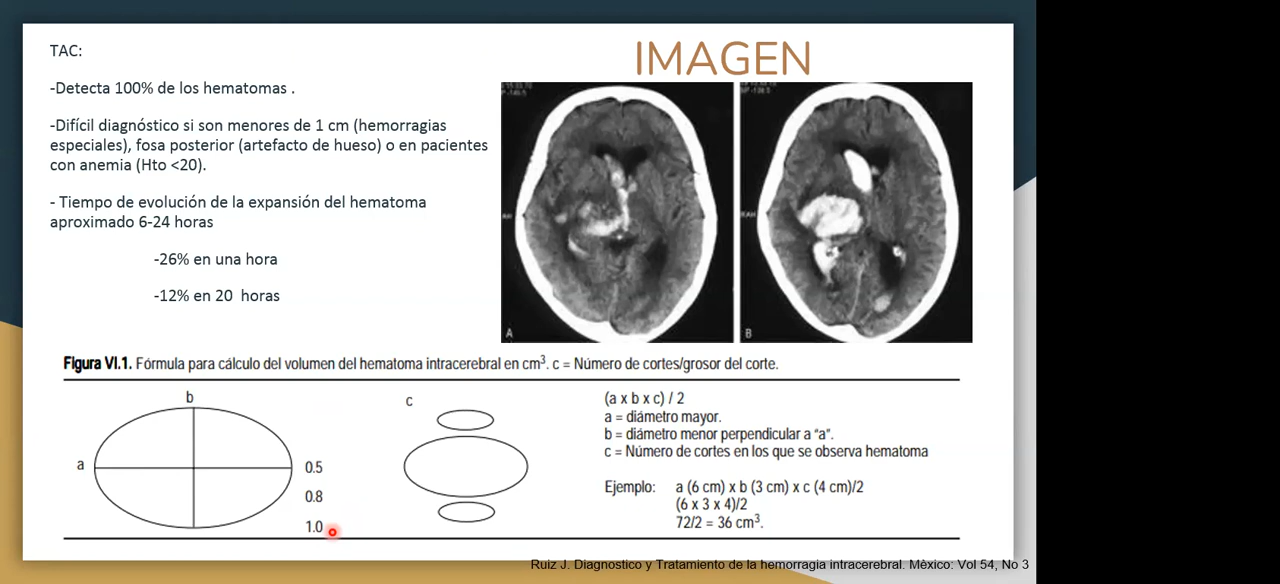 TAC:
IMAGEN
-Detecta 100% de los hematomas .
-Difícil diagnóstico si son menores de 1 cm (hemorragias
especiales), fosa posterior (artefacto de hueso) o en pacientes
con anemia (Hto <20).
- Tiempo de evolución de la expansión del hematoma
aproximado 6-24 horas
-26% en una hora
-12% en 20 horas
A
B
Figura VI.1. Fórmula para cálculo del volumen del hematoma intracerebral en cm³. c = Número de cortes/grosor del corte.
b
a
0.5
0.8
1.0
c
(a x b x c) / 2
a = diámetro mayor.
b = diámetro menor perpendicular a "a".
c = Número de cortes en los que se observa hematoma
Ejemplo: a (6 cm) x b (3 cm) x c (4 cm)/2
(6 x 3 x 4)/2
72/2 = 36 cm³.
Ruiz J. Diagnostico y Tratamiento de la hemorragia intracerebral. Mèxico: Vol 54, No 3